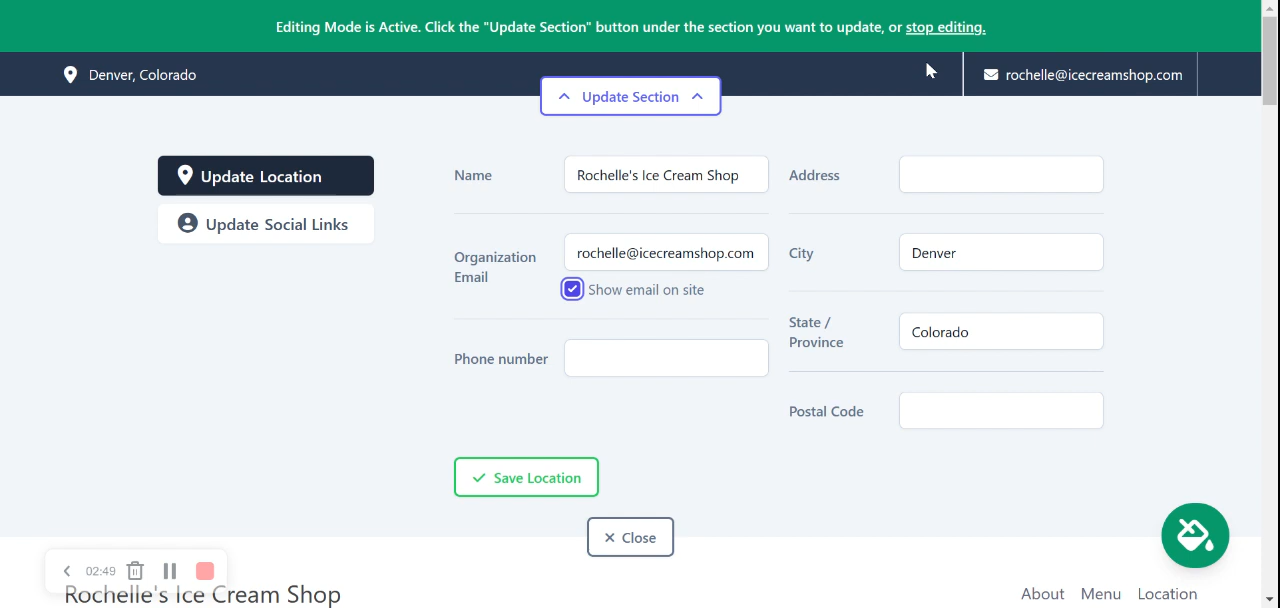 Editing Mode is Active. Click the "Update Section" button under the section you want to update, or stop editing.
Denver, Colorado
rochelle@icecreamshop.com
Update Section
Update Location
Update Social Links
Name
Rochelle's Ice Cream Shop
Address
Organization
Email
rochelle@icecreamshop.com
Show email on site
City
Denver
State /
Province
Colorado
Phone number
Postal Code
Save Location
Close
02:49
Rochelle's Ice Cream Shop
About Menu Location